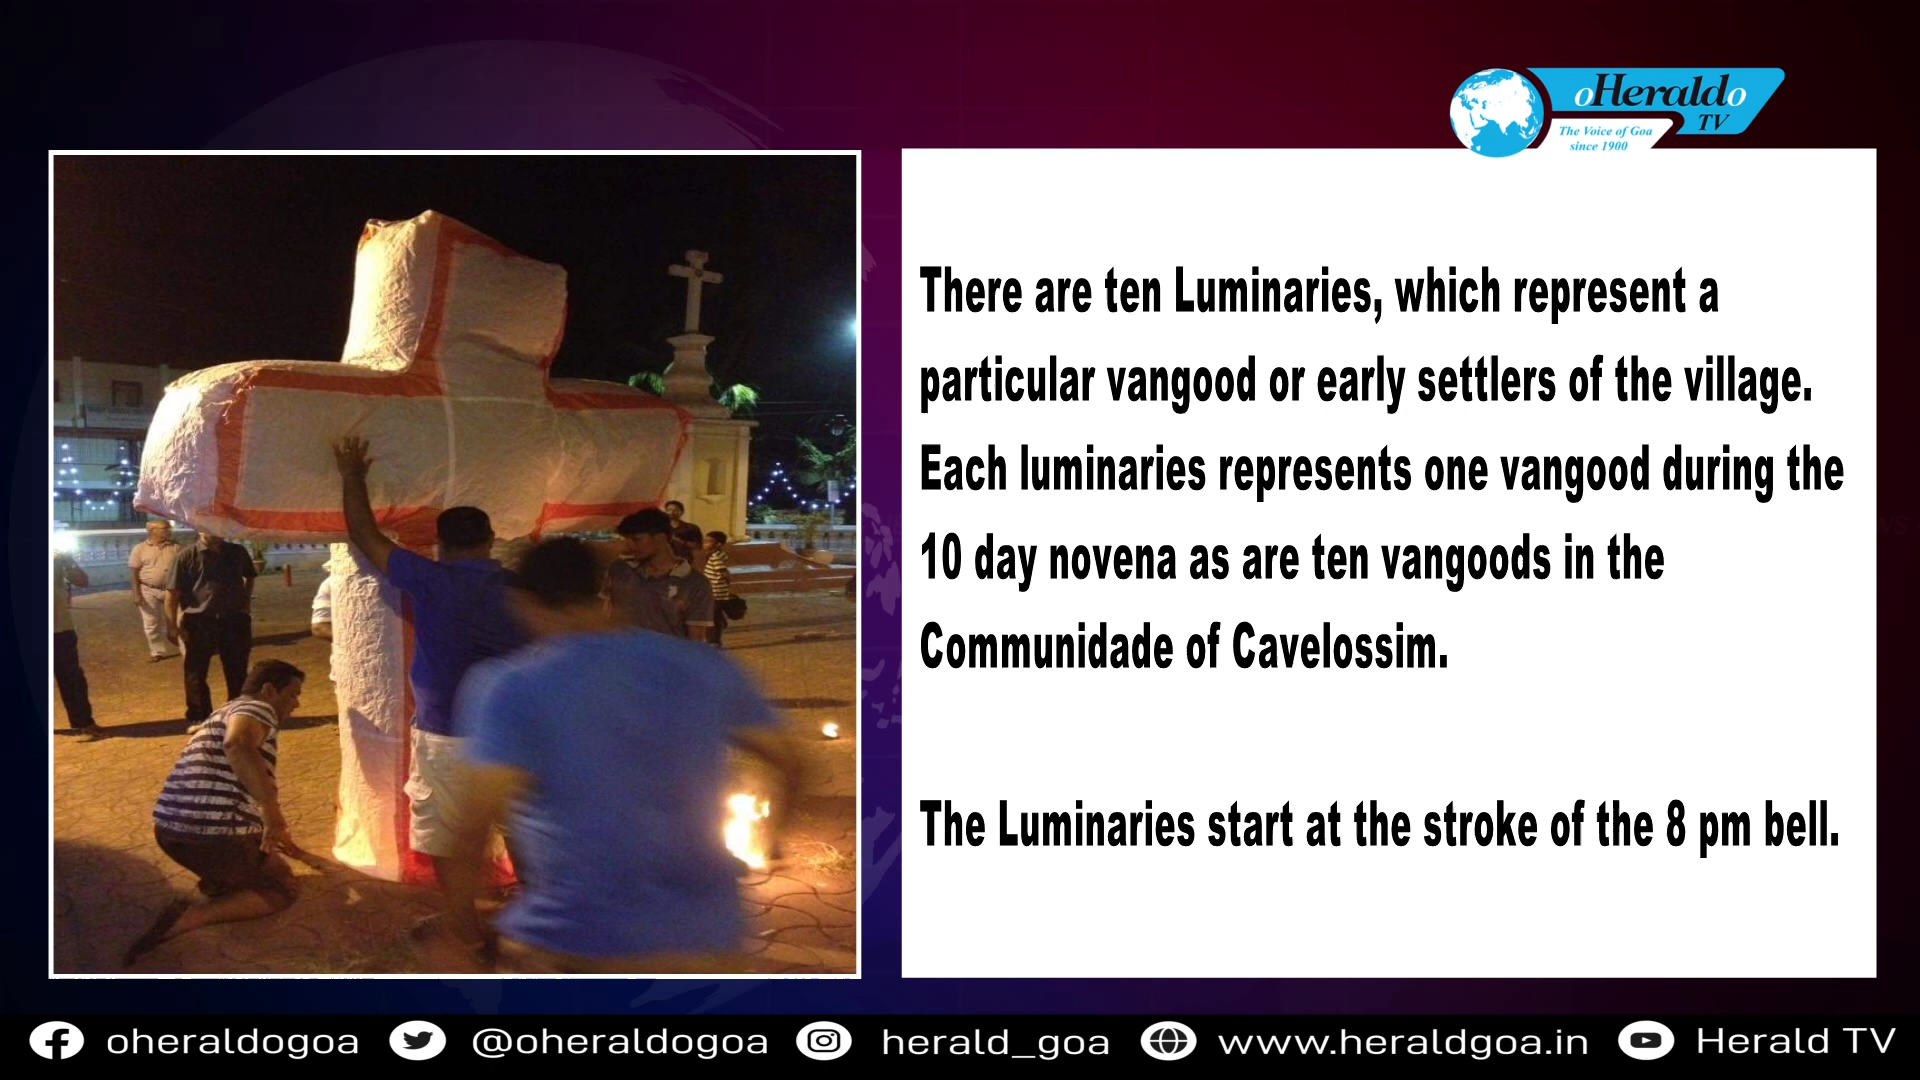 oHeraldo
TV
The Voice of Goa
since 1900
There are ten Luminaries, which represent a
particular vangood or early settlers of the village.
Each luminaries represents one vangood during the
10 day novena as are ten vangoods in the
Communidade of Cavelossim.
The Luminaries start at the stroke of the 8 pm bell.
oheraldogoa @oheraldogoa herald_goa www.heraldgoa.in Herald TV